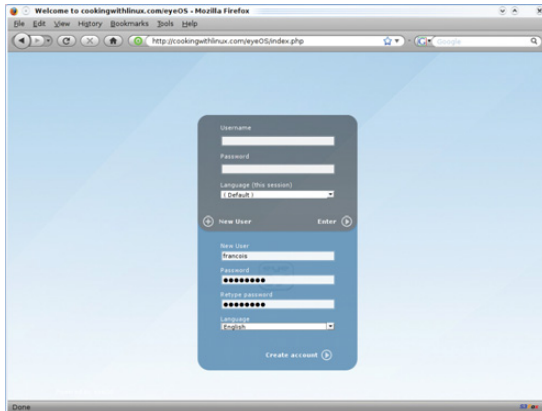 Welcome to cookingwithlinux.com/eyeOS - Mozilla Firefox
File Edit View History Bookmarks Tools Help
http://cookingwithlinux.com/eyeOS/index.php
Google
Username
Password
Language (this session)
( Default )
New User Enter
New User
francois
Password
●●●●●●●●
Retype password
●●●●●●●●
Language
English
Create account
Done